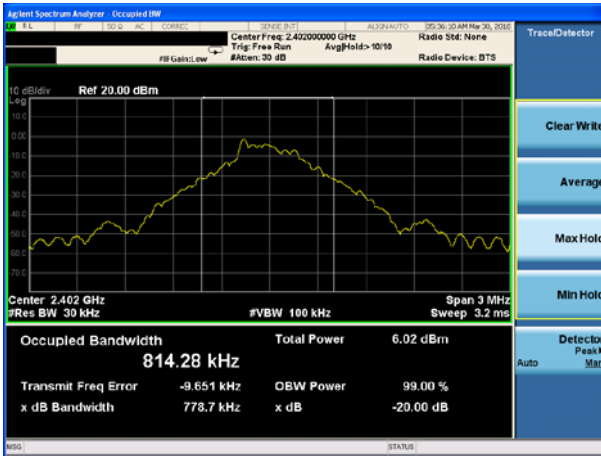 Agilent Spectrum Analyzer - Occupied BW
RL RF 50 Ω AC CORREC SENSE:INT ALIGNAUTO 05:36:10 AM Mar 30, 2010
Center Freq: 2.402000000 GHz Radio Std: None
Trig: Free Run Avg|Hold:> 10/10
#IFGain:Low #Atten: 30 dB Radio Device: BTS
Trace/Detector
10 dB/div Ref 20.00 dBm
Log
10.0
0.00
-10.0
-20.0
-30.0
-40.0
-50.0
-60.0
-70.0
Center 2.402 GHz Span 3 MHz
#Res BW 30 kHz #VBW 100 kHz Sweep 3.2 ms
Occupied Bandwidth Total Power 6.02 dBm
814.28 kHz
Transmit Freq Error -9.651 kHz OBW Power 99.00 %
x dB Bandwidth 778.7 kHz x dB -20.00 dB
Clear Write
Average
Max Hold
Min Hold
Detector
Peak
Auto Man
MSG STATUS